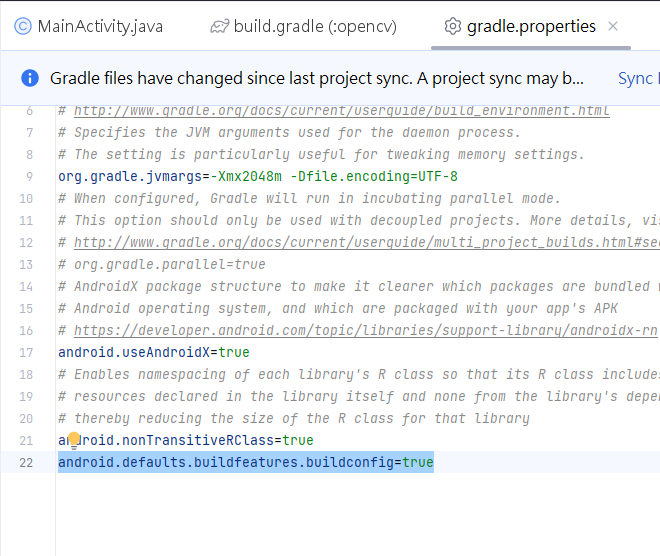 MainActivity.java build.gradle (:opencv) gradle.properties
Gradle files have changed since last project sync. A project sync may b... Sync
6 # http://www.gradle.org/docs/current/userguide/build_environment.html
7 # Specifies the JVM arguments used for the daemon process.
8 # The setting is particularly useful for tweaking memory settings.
9 org.gradle.jvmargs=-Xmx2048m -Dfile.encoding=UTF-8
10 # When configured, Gradle will run in incubating parallel mode.
11 # This option should only be used with decoupled projects. More details, vis
12 # http://www.gradle.org/docs/current/userguide/multi_project_builds.html#sec
13 # org.gradle.parallel=true
14 # AndroidX package structure to make it clearer which packages are bundled
15 # Android operating system, and which are packaged with your app's APK
16 # https://developer.android.com/topic/libraries/support-library/androidx-rn
17 android.useAndroidX=true
18 # Enables namespacing of each library's R class so that its R class includes
19 # resources declared in the library itself and none from the library's depen
20 # thereby reducing the size of the R class for that library
21 android.nonTransitiveRClass=true
22 android.defaults.buildfeatures.buildconfig=true